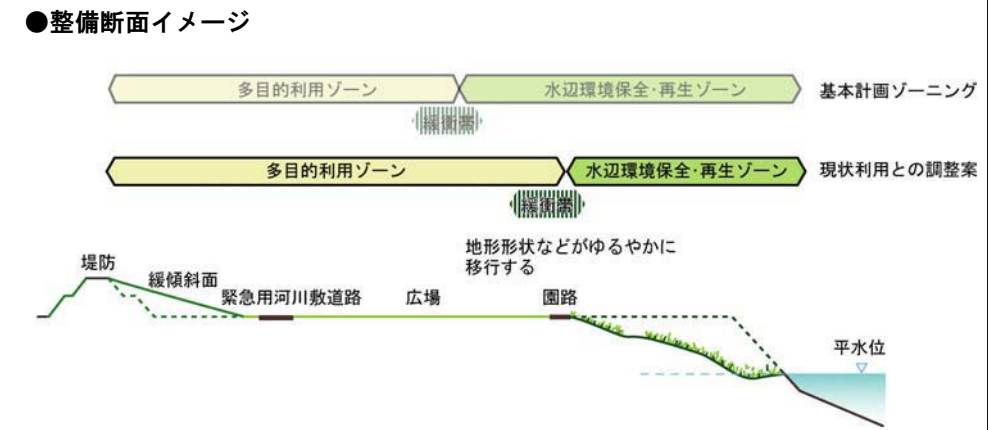 ●整備断面イメージ
多目的利用ゾーン
水辺環境保全・再生ゾーン
基本計画ゾーニング
緩衝帯
多目的利用ゾーン
水辺環境保全・再生ゾーン
現状利用との調整案
緩衝帯
地形形状などがゆるやかに
移行する
堤防
緩傾斜面
緊急用河川敷道路
広場
園路
平水位